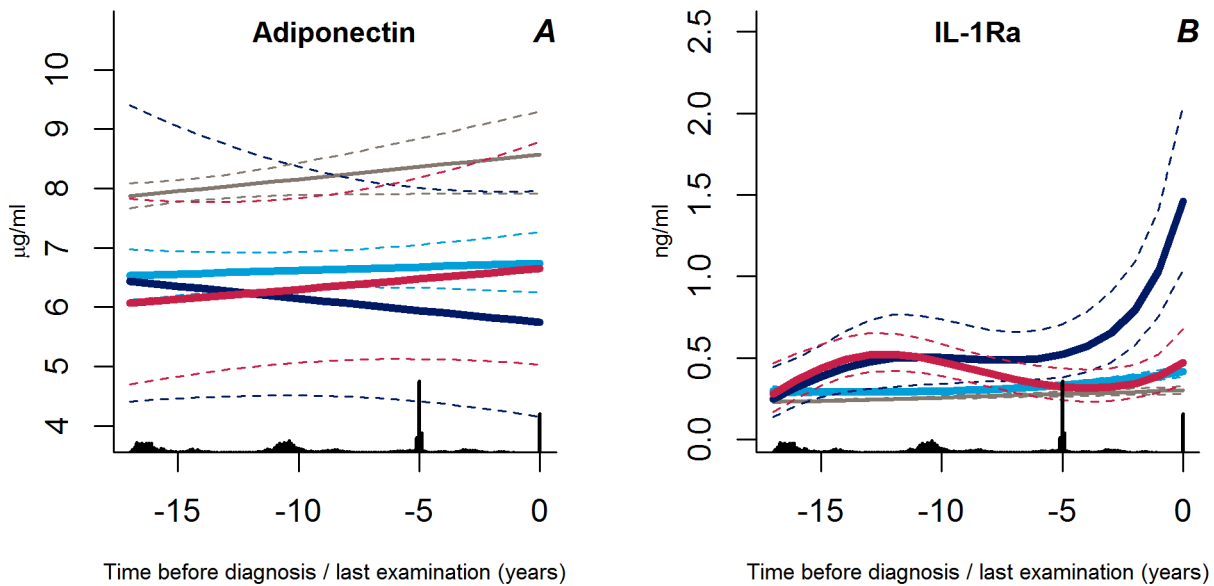 Adiponectin A
µg/ml
10
9
8
7
6
5
4
-15 -10 -5 0
Time before diagnosis / last examination (years)
IL-1Ra B
ng/ml
2.5
2.0
1.5
1.0
0.5
0.0
-15 -10 -5 0
Time before diagnosis / last examination (years)